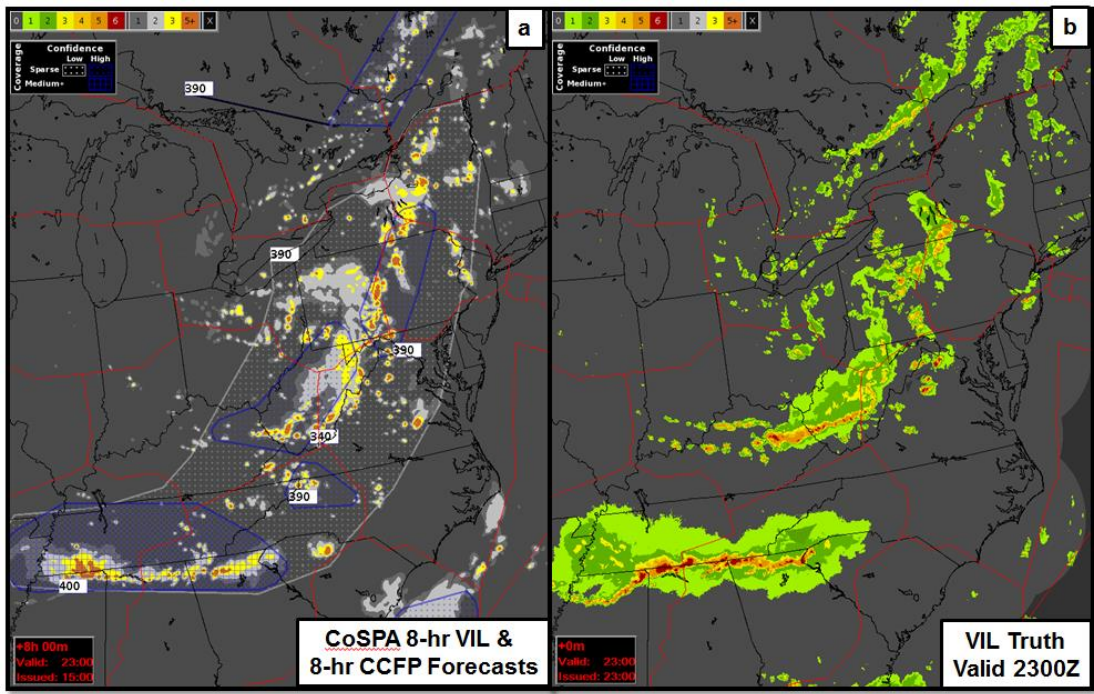 0 1 2 3 4 5 6 1 2 3 5+ X
a
Confidence
Low High
Coverage
Sparse
Medium+
390
390
390
340
390
400
+8h 00m
Valid: 23:00
Issued: 15:00
CoSPA 8-hr VIL &
8-hr CCFP Forecasts
0 1 2 3 4 5 6 1 2 3 5+ X
b
Confidence
Low High
Coverage
Sparse
Medium+
+0m
Valid: 23:00
Issued: 23:00
VIL Truth
Valid 2300Z